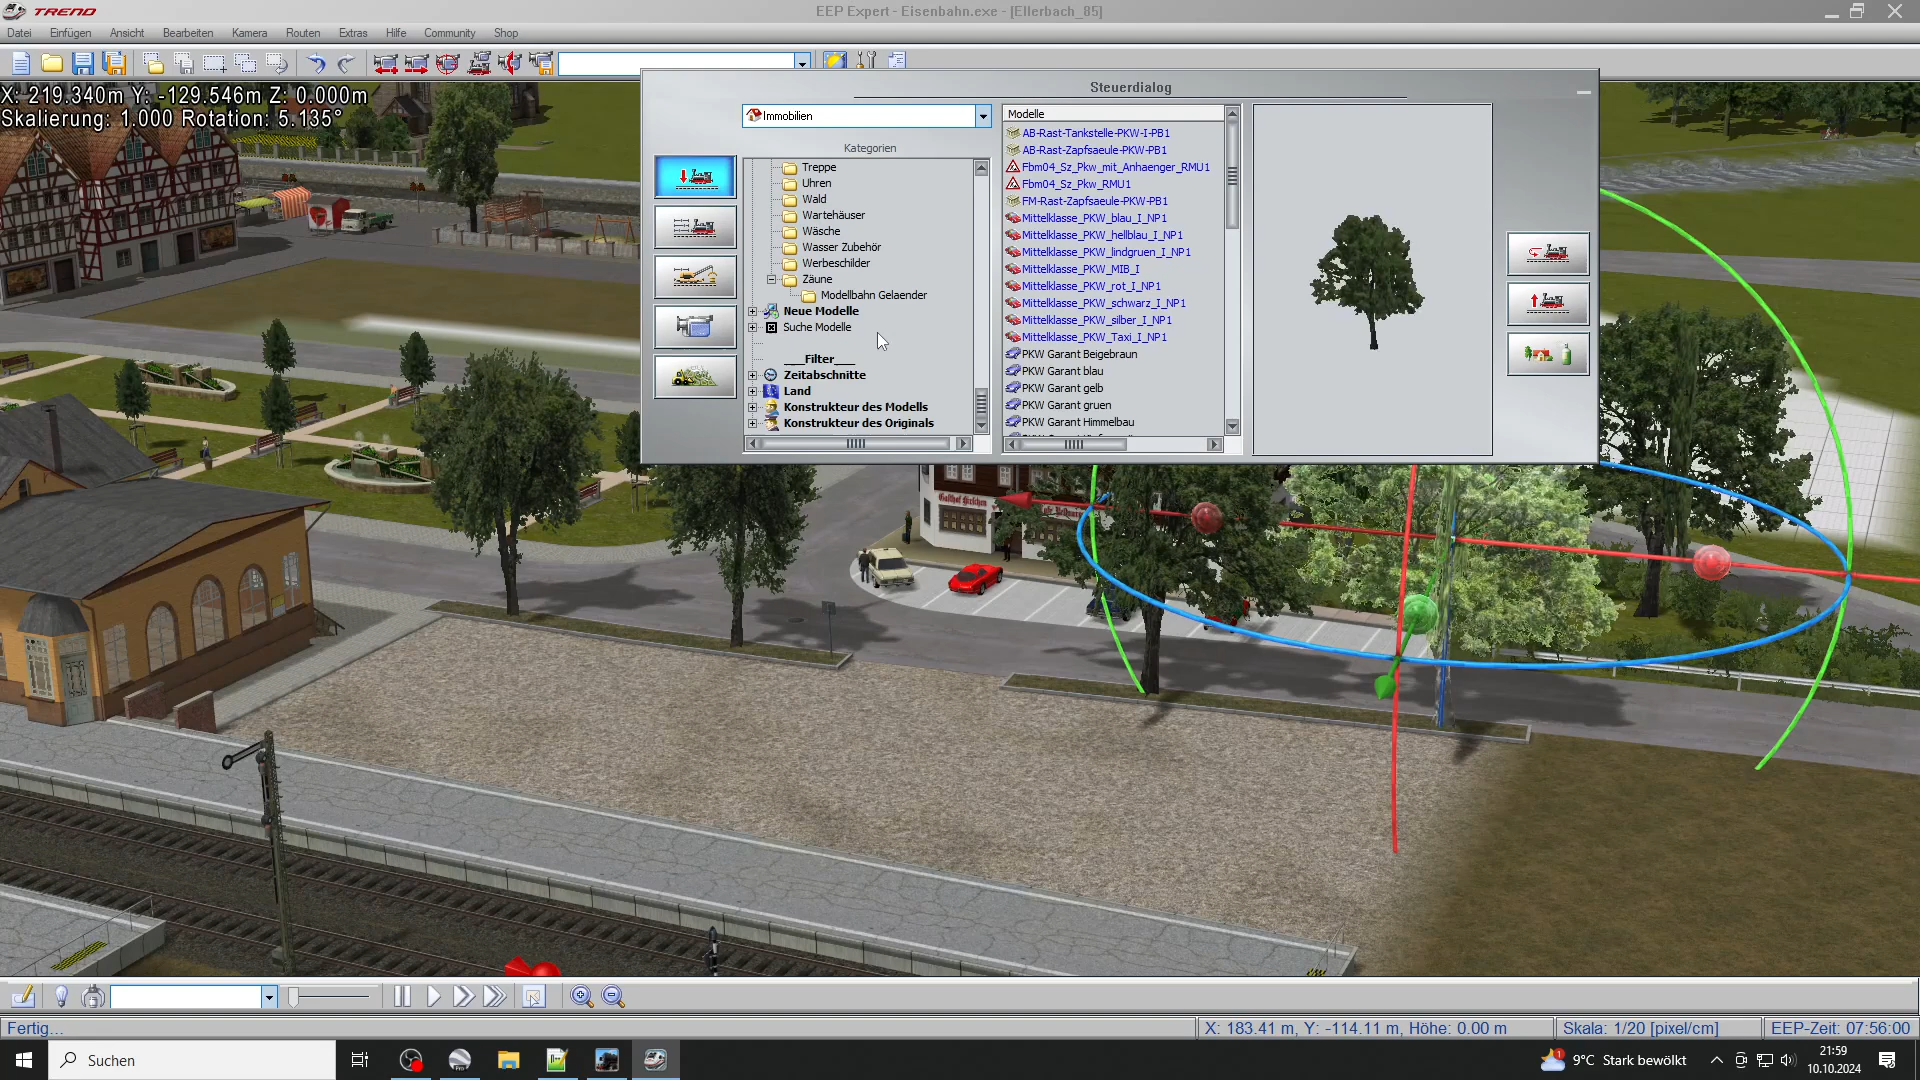 TREND
EEP Expert - Eisenbahn.exe - [Ellerbach_85]
Datei Einfügen Ansicht Bearbeiten Kamera Routen Extras Hilfe Community Shop
X: 219.340m Y: -129.546m Z: 0.000m
Skalierung: 1.000 Rotation: 5.135°
Steuerdialog
Immobilien
Kategorien
Treppe
Uhren
Wald
Wartehäuser
Wäsche
Wasser Zubehör
Werbeschilder
Zäune
Modellbahn Gelaender
Neue Modelle
Suche Modelle
___Filter___
Zeitabschnitte
Land
Konstrukteur des Modells
Konstrukteur des Originals
Modelle
AB-Rast-Tankstelle-PKW-I-PB1
AB-Rast-Zapfsaeule-PKW-PB1
Fbm04_Sz_Pkw_mit_Anhaenger_RMU1
Fbm04_Sz_Pkw_RMU1
FM-Rast-Zapfsaeule-PKW-PB1
Mittelklasse_PKW_blau_I_NP1
Mittelklasse_PKW_hellblau_I_NP1
Mittelklasse_PKW_lindgruen_I_NP1
Mittelklasse_PKW_MIB_I
Mittelklasse_PKW_rot_I_NP1
Mittelklasse_PKW_schwarz_I_NP1
Mittelklasse_PKW_silber_I_NP1
Mittelklasse_PKW_Taxi_I_NP1
PKW Garant Beigebraun
PKW Garant blau
PKW Garant gelb
PKW Garant gruen
PKW Garant Himmelbau
Gasthof Hirschen
Fertig...
X: 183.41 m, Y: -114.11 m, Höhe: 0.00 m
Skala: 1/20 [pixel/cm]
EEP-Zeit: 07:56:00
Suchen
9°C Stark bewölkt
21:59
10.10.2024